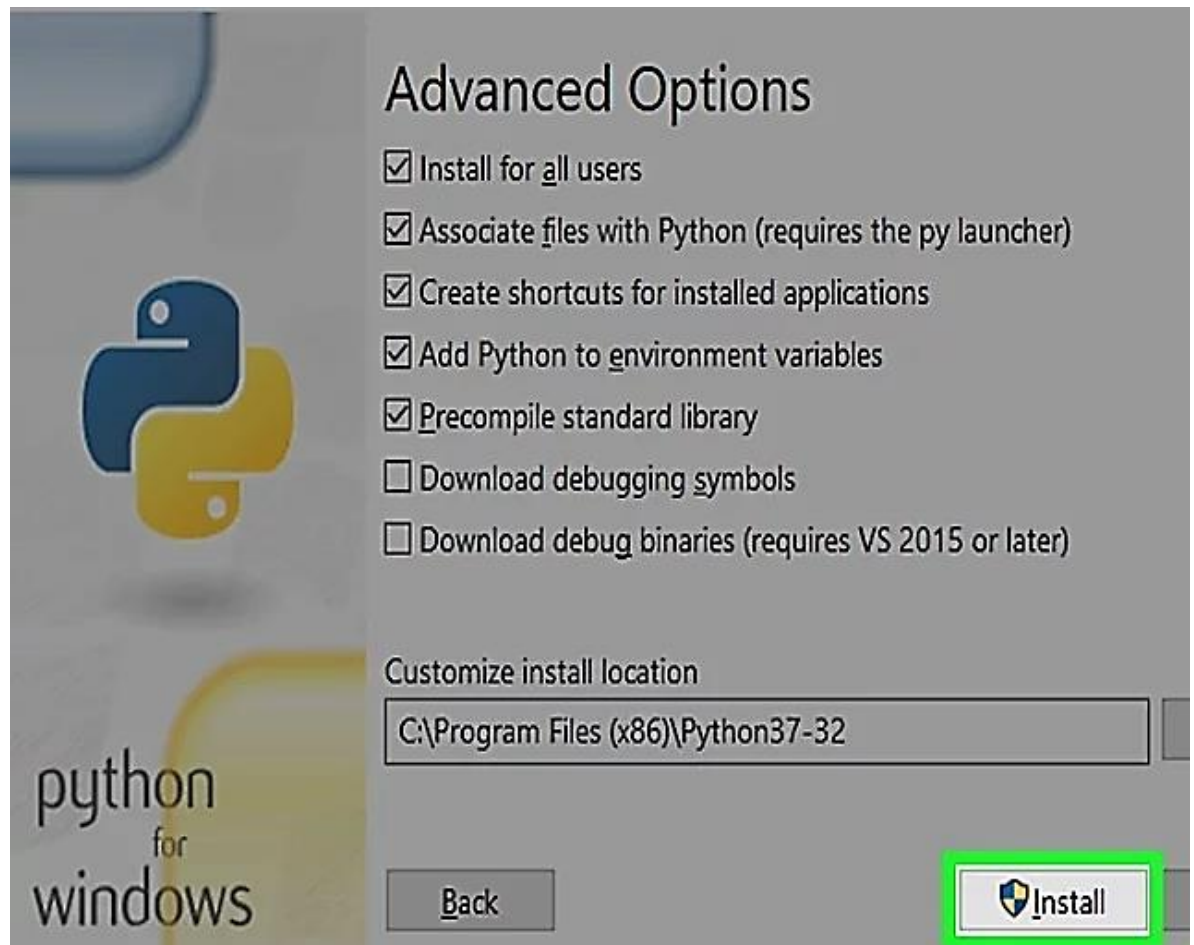 Advanced Options
Install for all users
Associate files with Python (requires the py launcher)
Create shortcuts for installed applications
Add Python to environment variables
Precompile standard library
Download debugging symbols
Download debug binaries (requires VS 2015 or later)
Customize install location
C:\Program Files (x86)\Python37-32
python
for
windows
Back
Install